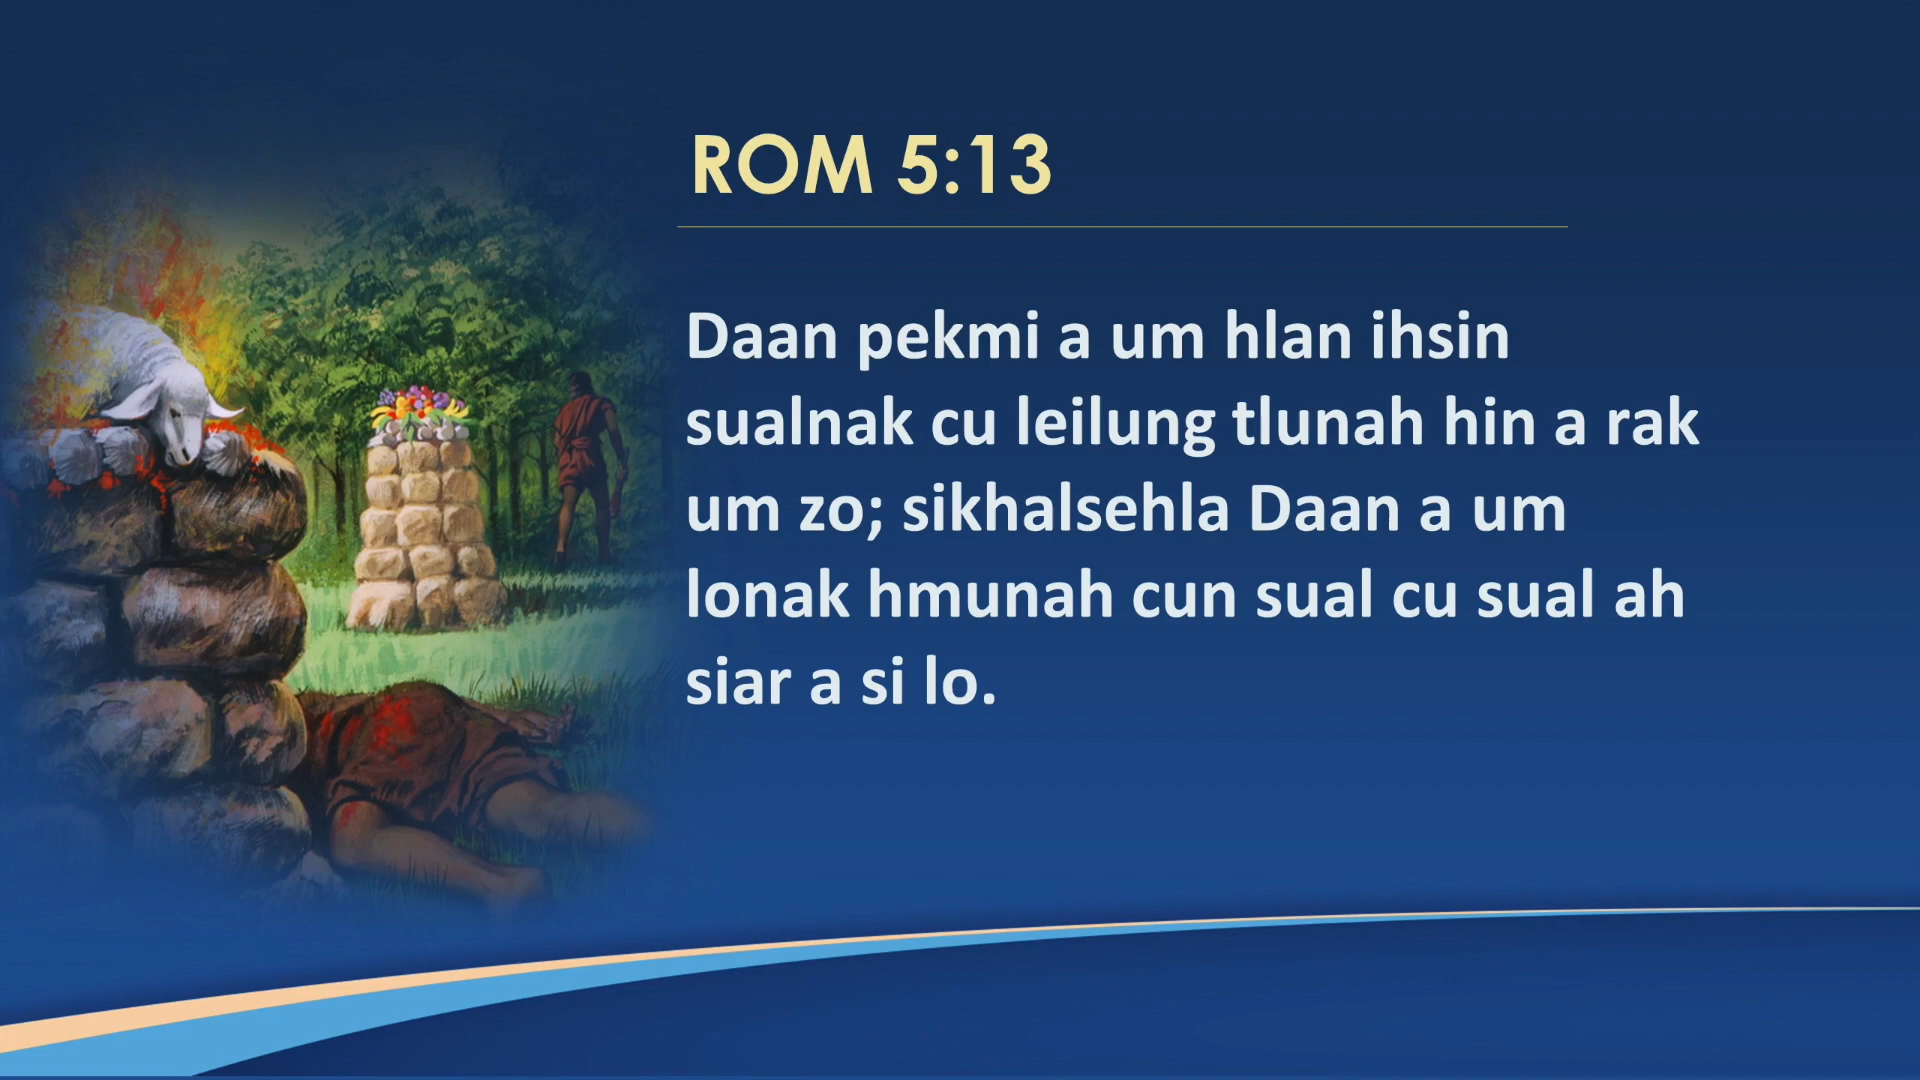 ROM 5:13
Daan pekmi a um hlan ihsin
sualnak cu leilung tlunah hin a rak
um zo; sikhalsehla Daan a um
lonak hmunah cun sual cu sual ah
siar a si lo.